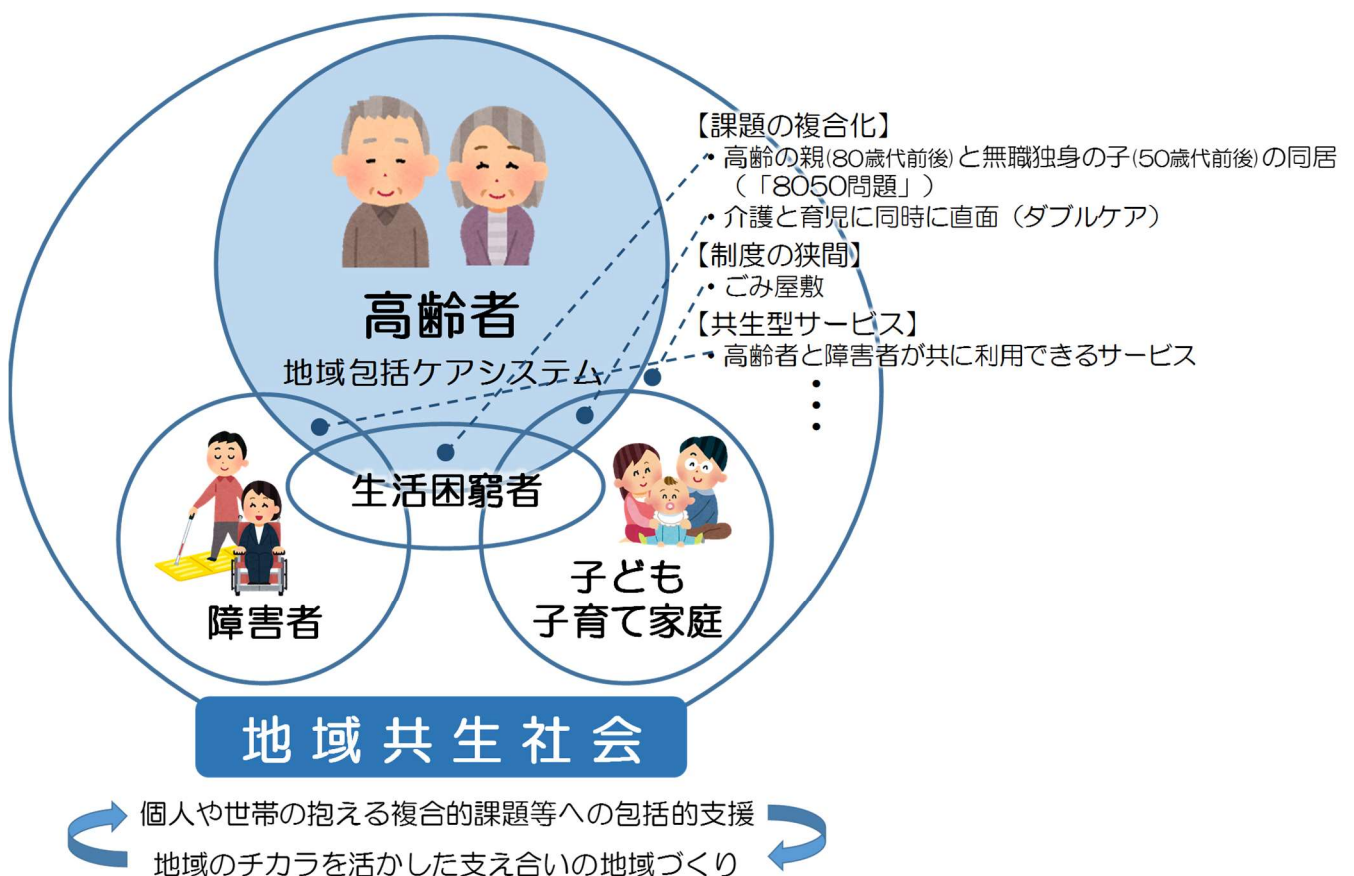 【課題の複合化】
・高齢の親(80歳代前後)と無職独身の子(50歳代前後)の同居
（「8050問題」）
・介護と育児に同時に直面（ダブルケア）
【制度の狭間】
・ごみ屋敷
【共生型サービス】
・高齢者と障害者が共に利用できるサービス
・
・
・
高齢者
地域包括ケアシステム
生活困窮者
障害者
子ども
子育て家庭
地域共生社会
個人や世帯の抱える複合的課題等への包括的支援
地域のチカラを活かした支え合いの地域づくり